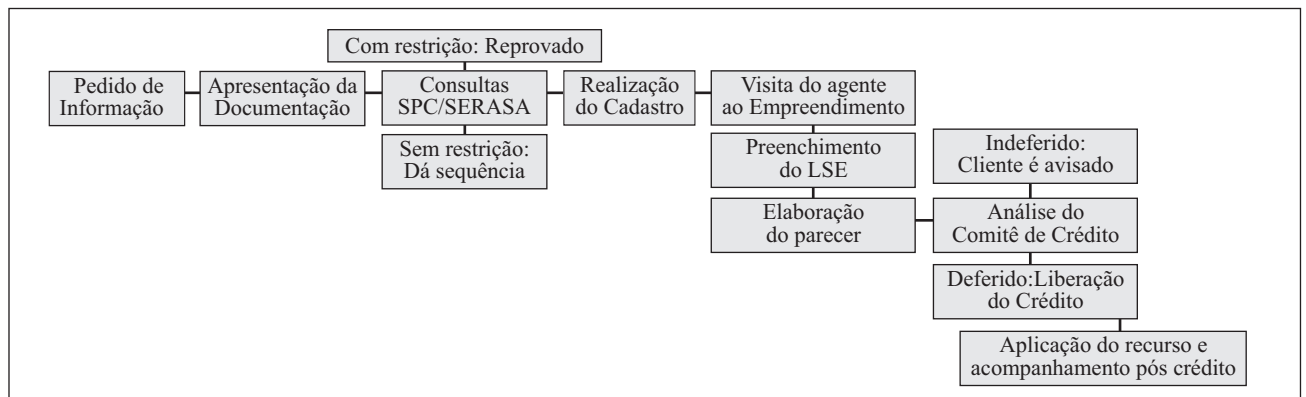 Com restrição: Reprovado
Pedido de
Informação
Apresentação da
Documentação
Consultas
SPC/SERASA
Realização
do Cadastro
Visita do agente
ao Empreendimento
Sem restrição:
Dá sequência
Preenchimento
do LSE
Indeferido:
Cliente é avisado
Elaboração
do parecer
Análise do
Comitê de Crédito
Deferido:Liberação
do Crédito
Aplicação do recurso e
acompanhamento pós crédito